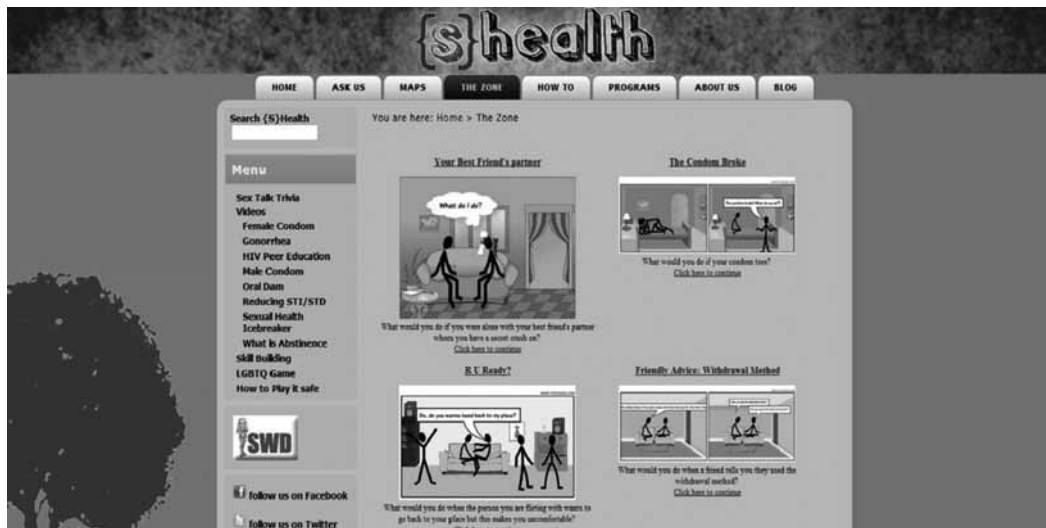 {s}health
HOME
ASK US
MAPS
THE ZONE
HOW TO
PROGRAMS
ABOUT US
BLOG
Search {S}Health
You are here: Home > The Zone
Menu
Sex Talk Trivia
Videos
Female Condom
Gonorrhea
HIV Peer Education
Male Condom
Oral Dam
Reducing STI/STD
Sexual Health
Icebreaker
What is Abstinence
Skill Building
LGBTQ Game
How to Play it safe
SWD
follow us on Facebook
follow us on Twitter
Your Best Friend's partner
What do I do?
What would you do if you were alone with your best friend's partner
whom you have a secret crush on?
Click here to continue
The Condom Broke
What would you do if your condom tore?
Click here to continue
R U Ready?
So, do you wanna head back to my place?
What would you do when the person you are flirting with wants to
go back to your place but this makes you uncomfortable?
Friendly Advice: Withdrawal Method
What would you do when a friend tells you they used the
withdrawal method?
Click here to continue